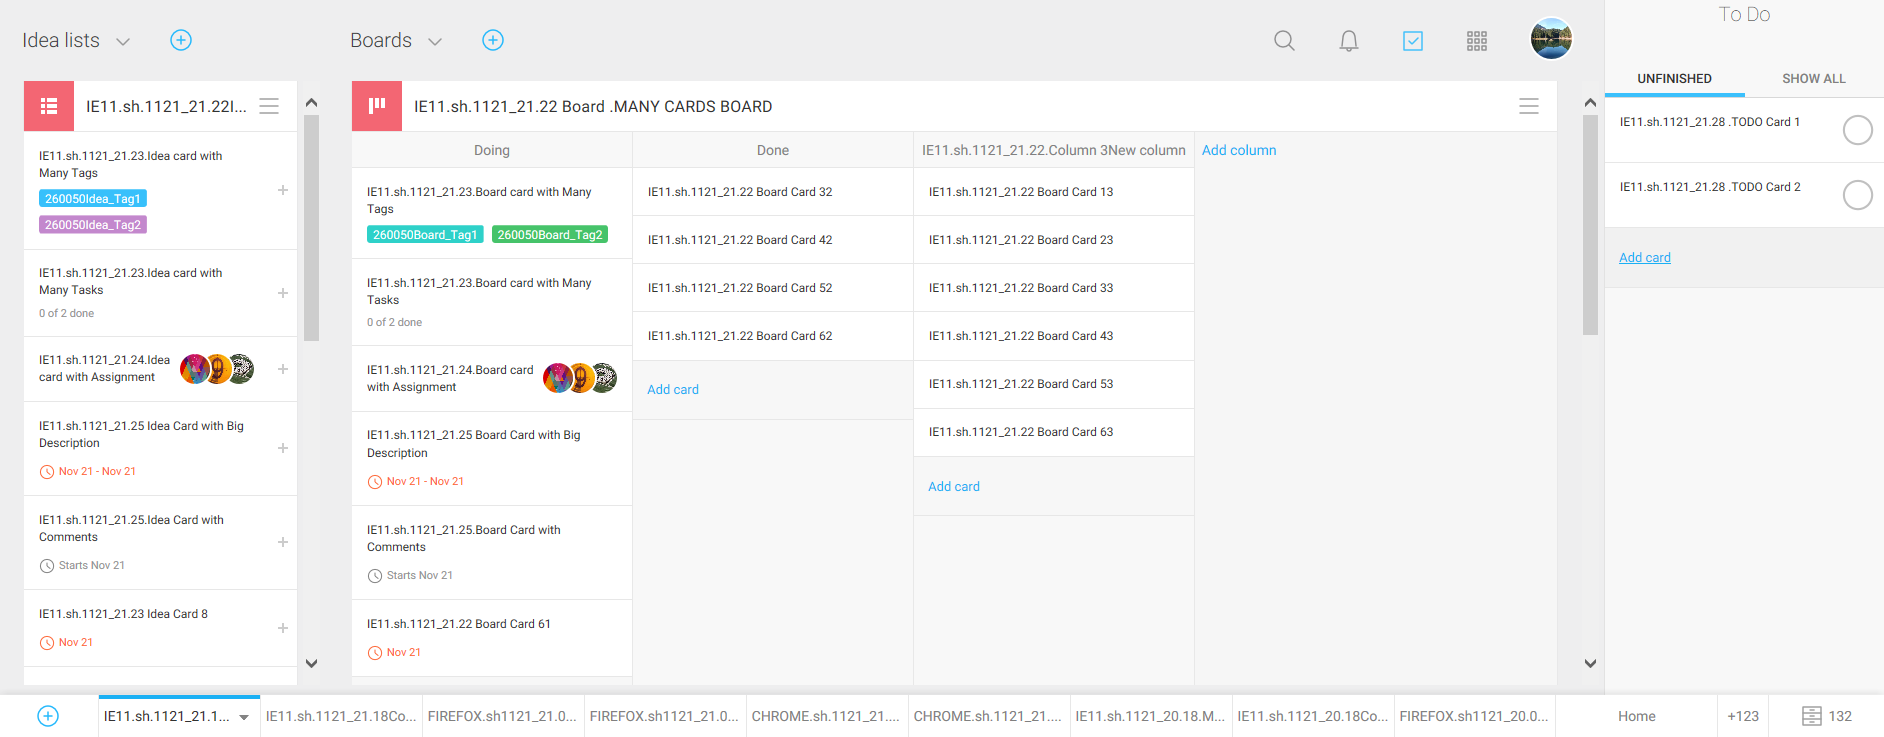 Idea lists
Boards
To Do
UNFINISHED
SHOW ALL
IE11.sh.1121_21.22I...
IE11.sh.1121_21.23.Idea card with
Many Tags
260050Idea_Tag1
260050Idea_Tag2
IE11.sh.1121_21.23.Idea card with
Many Tasks
0 of 2 done
IE11.sh.1121_21.24.Idea
card with Assignment
IE11.sh.1121_21.25 Idea Card with Big
Description
Nov 21 - Nov 21
IE11.sh.1121_21.25.Idea Card with
Comments
Starts Nov 21
IE11.sh.1121_21.23 Idea Card 8
Nov 21
IE11.sh.1121_21.22 Board .MANY CARDS BOARD
Doing
IE11.sh.1121_21.23.Board card with Many
Tags
260050Board_Tag1
260050Board_Tag2
IE11.sh.1121_21.23.Board card with Many
Tasks
0 of 2 done
IE11.sh.1121_21.24.Board card
with Assignment
IE11.sh.1121_21.25 Board Card with Big
Description
Nov 21 - Nov 21
IE11.sh.1121_21.25.Board Card with
Comments
Starts Nov 21
IE11.sh.1121_21.22 Board Card 61
Nov 21
Done
IE11.sh.1121_21.22 Board Card 32
IE11.sh.1121_21.22 Board Card 42
IE11.sh.1121_21.22 Board Card 52
IE11.sh.1121_21.22 Board Card 62
Add card
IE11.sh.1121_21.22.Column 3New column
IE11.sh.1121_21.22 Board Card 13
IE11.sh.1121_21.22 Board Card 23
IE11.sh.1121_21.22 Board Card 33
IE11.sh.1121_21.22 Board Card 43
IE11.sh.1121_21.22 Board Card 53
IE11.sh.1121_21.22 Board Card 63
Add card
Add column
IE11.sh.1121_21.28 .TODO Card 1
IE11.sh.1121_21.28 .TODO Card 2
Add card
IE11.sh.1121_21.1...
IE11.sh.1121_21.18Co...
FIREFOX.sh1121_21.0...
FIREFOX.sh1121_21.0...
CHROME.sh.1121_21....
CHROME.sh.1121_21....
IE11.sh.1121_20.18.M...
IE11.sh.1121_20.18Co...
FIREFOX.sh1121_20.0...
Home
+123
132